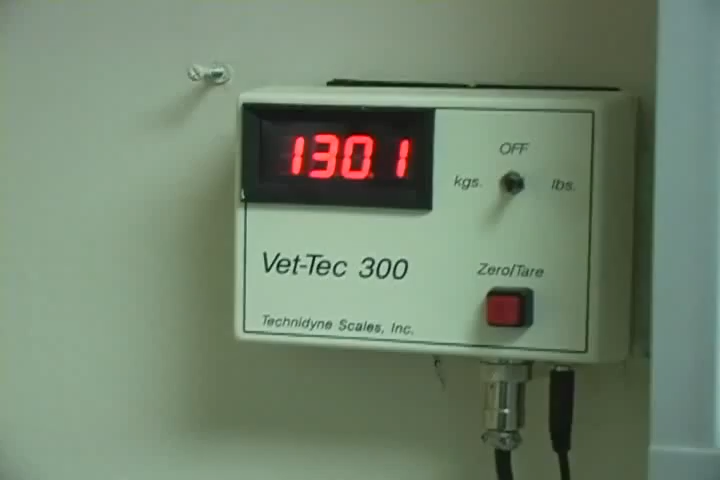 130.1
OFF
kgs. lbs.
Vet-Tec 300
Zero/Tare
Technidyne Scales, Inc.